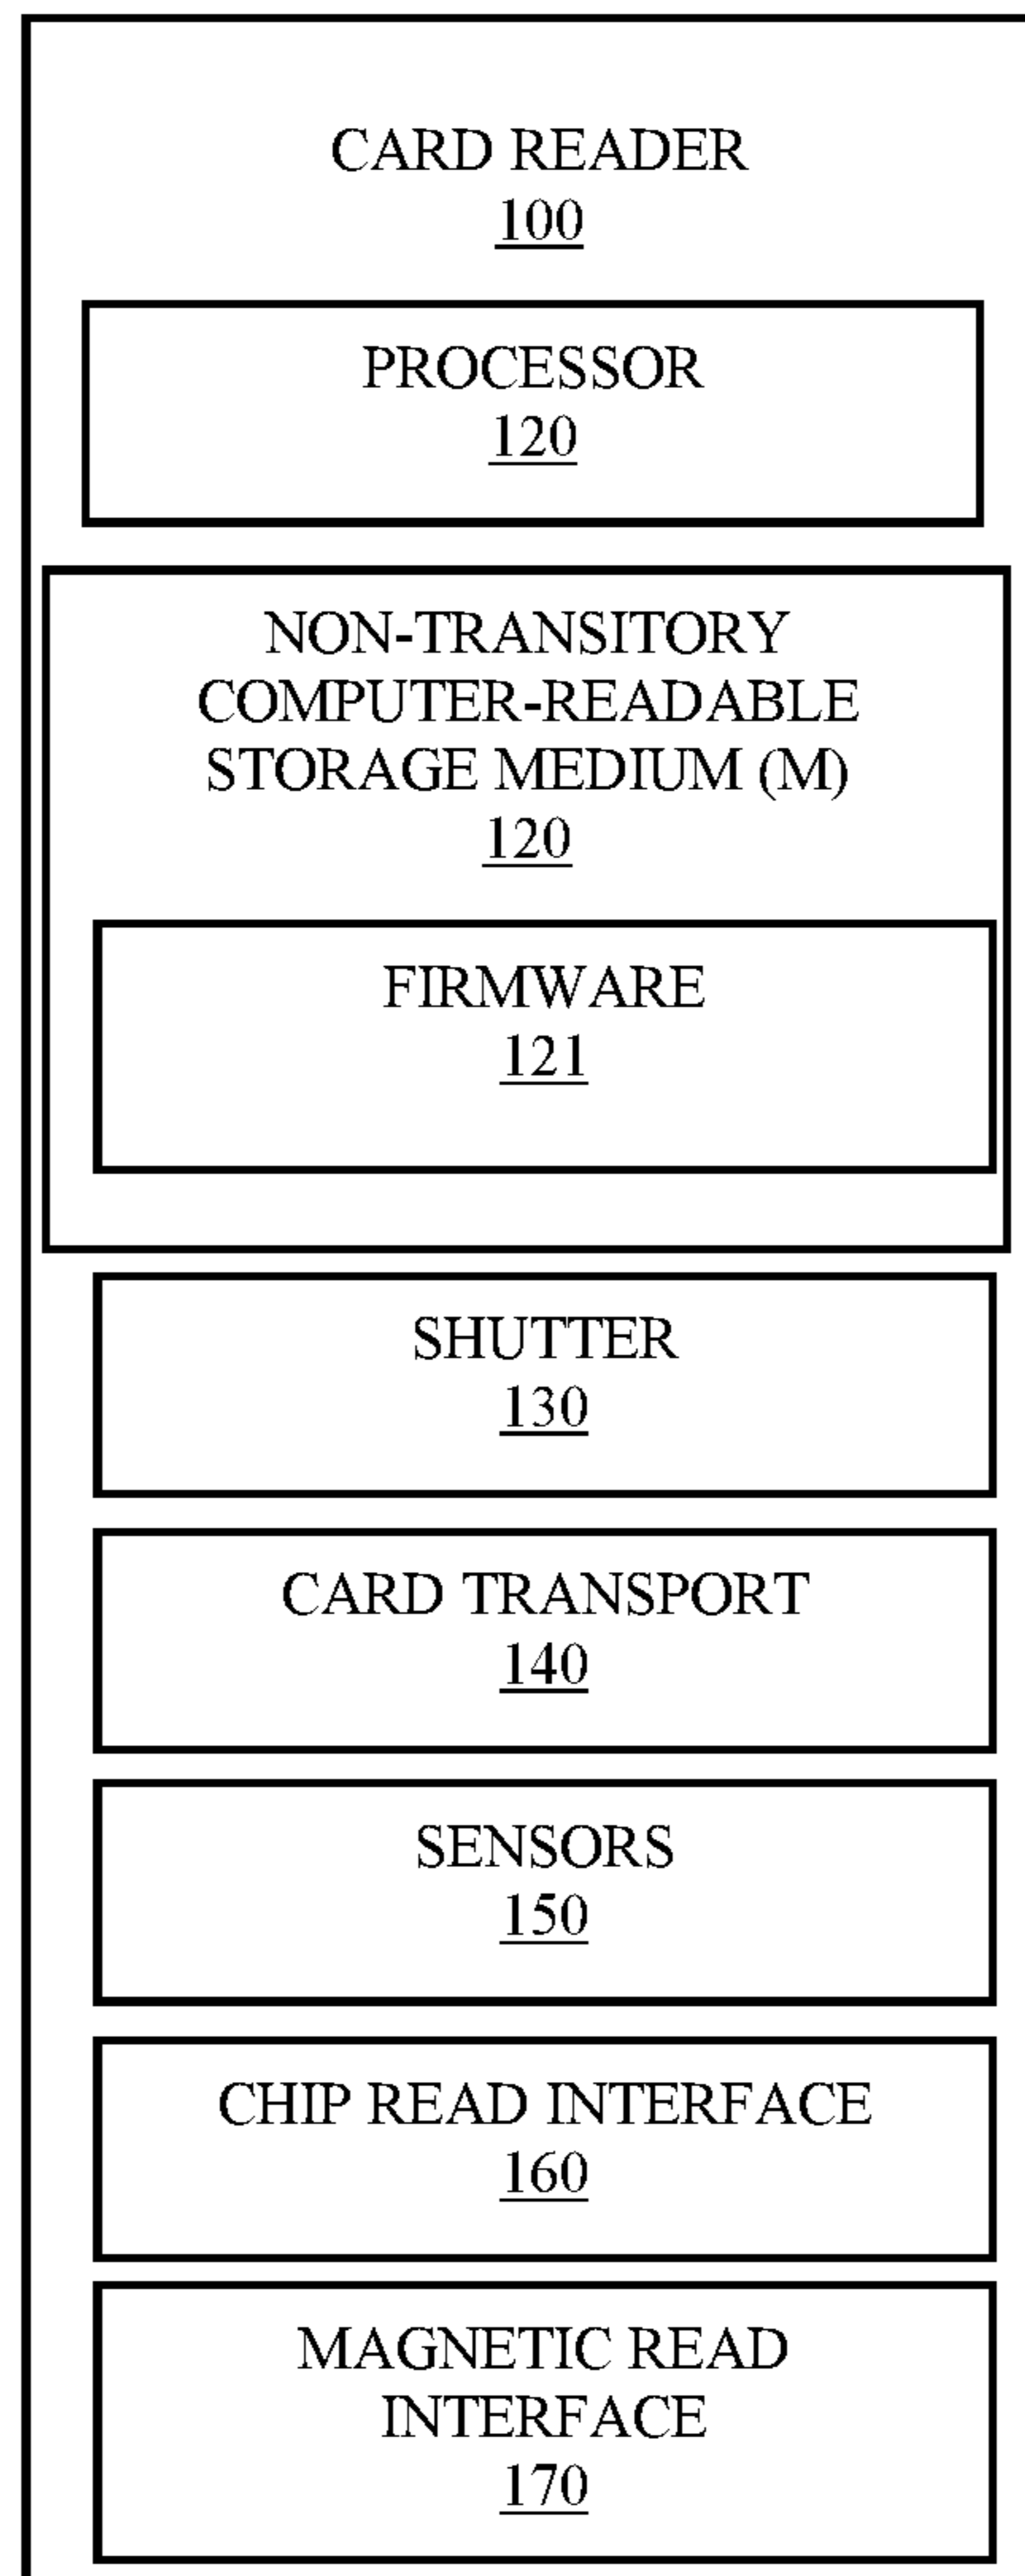 CARD READER
100
PROCESSOR
120
NON-TRANSITORY
COMPUTER-READABLE
STORAGE MEDIUM (M)
120
FIRMWARE
121
SHUTTER
130
CARD TRANSPORT
140
SENSORS
150
CHIP READ INTERFACE
160
MAGNETIC READ
INTERFACE
170